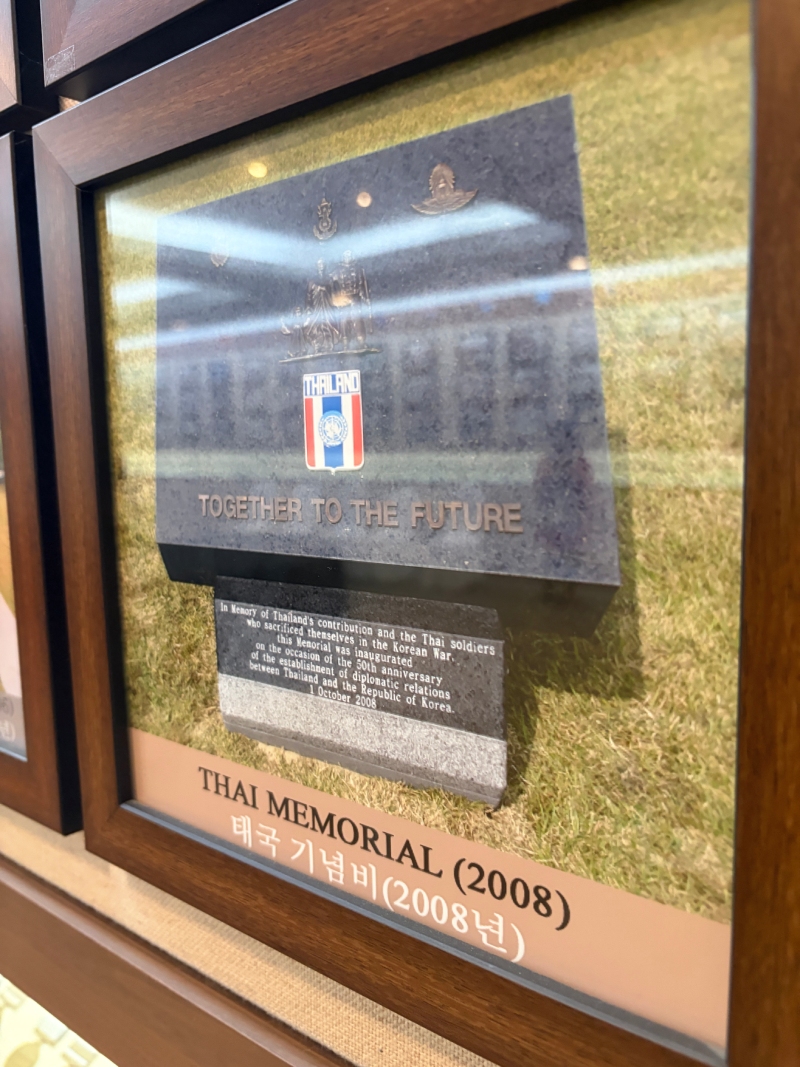 THAILAND
TOGETHER TO THE FUTURE
In Memory of Thailand's contribution and the Thai soldiers
who sacrificed themselves in the Korean War,
this Memorial was inaugurated
on the occasion of the 50th anniversary
of the establishment of diplomatic relations
between Thailand and the Republic of Korea.
1 October 2008
THAI MEMORIAL (2008)
태국 기념비(2008년)